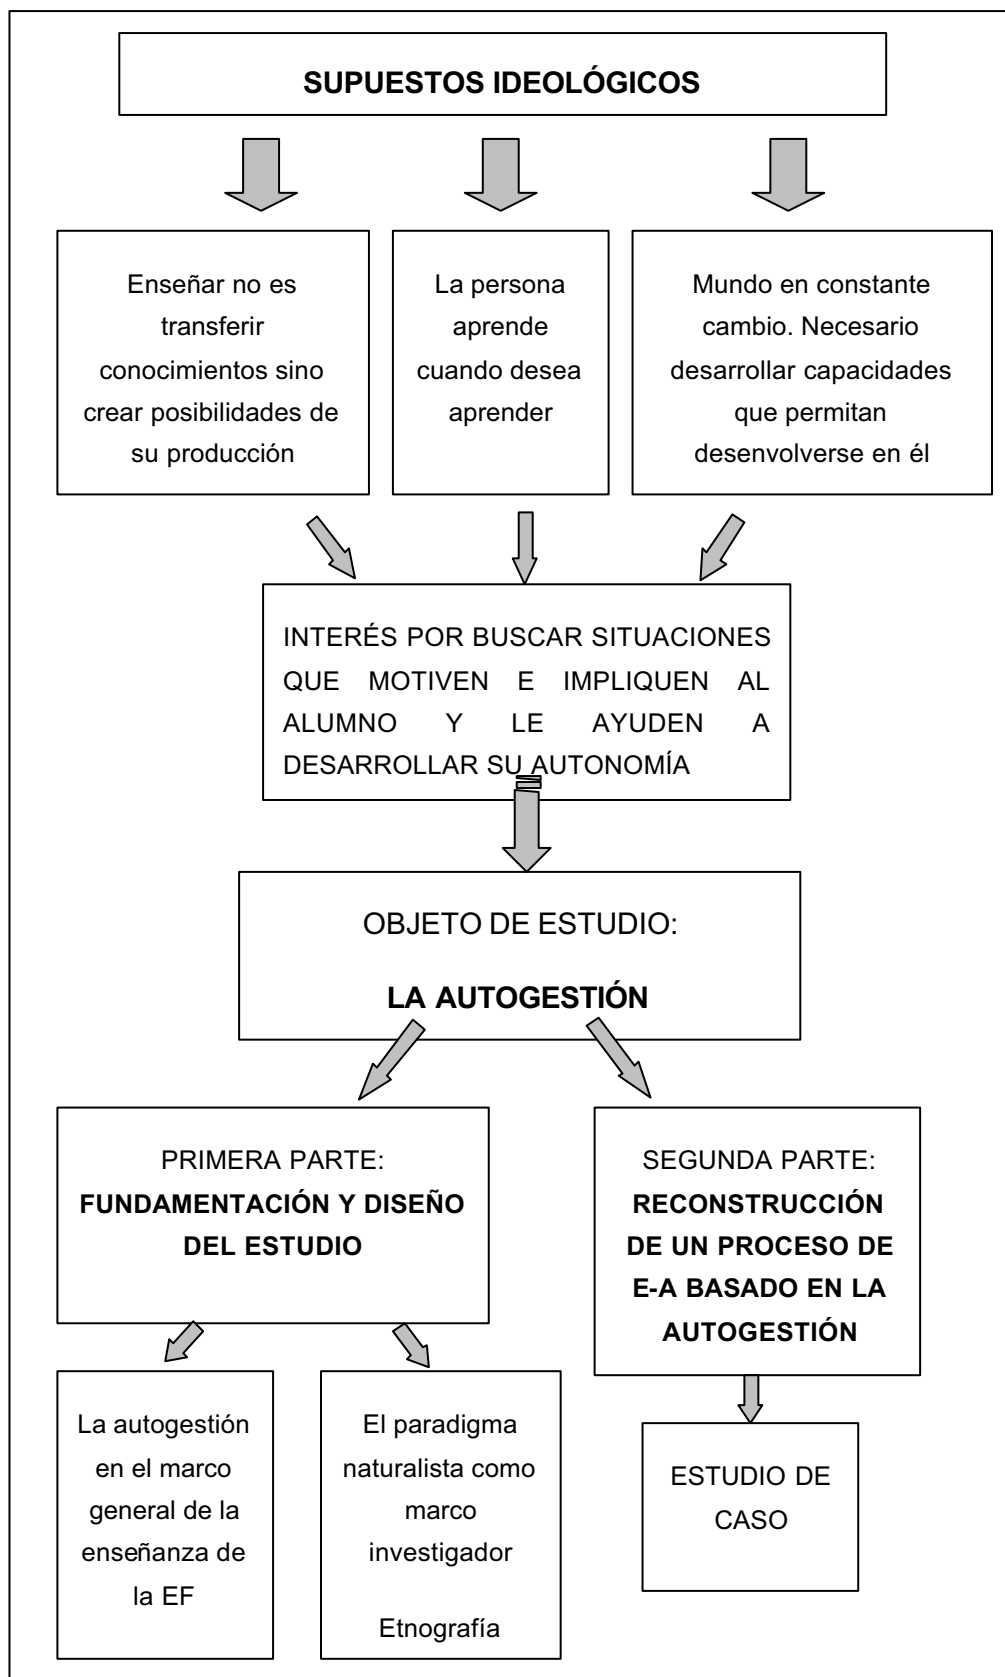 SUPUESTOS IDEOLÓGICOS
Enseñar no es
transferir
conocimientos sino
crear posibilidades de
su producción
La persona
aprende
cuando desea
aprender
Mundo en constante
cambio. Necesario
desarrollar capacidades
que permitan
desenvolverse en él
INTERÉS POR BUSCAR SITUACIONES
QUE MOTIVEN E IMPLIQUEN AL
ALUMNO Y LE AYUDEN A
DESARROLLAR SU AUTONOMÍA
OBJETO DE ESTUDIO:
LA AUTOGESTIÓN
PRIMERA PARTE:
FUNDAMENTACIÓN Y DISEÑO
DEL ESTUDIO
SEGUNDA PARTE:
RECONSTRUCCIÓN
DE UN PROCESO DE
E-A BASADO EN LA
AUTOGESTIÓN
La autogestión
en el marco
general de la
enseñanza de
la EF
El paradigma
naturalista como
marco
investigador
Etnografía
ESTUDIO DE
CASO